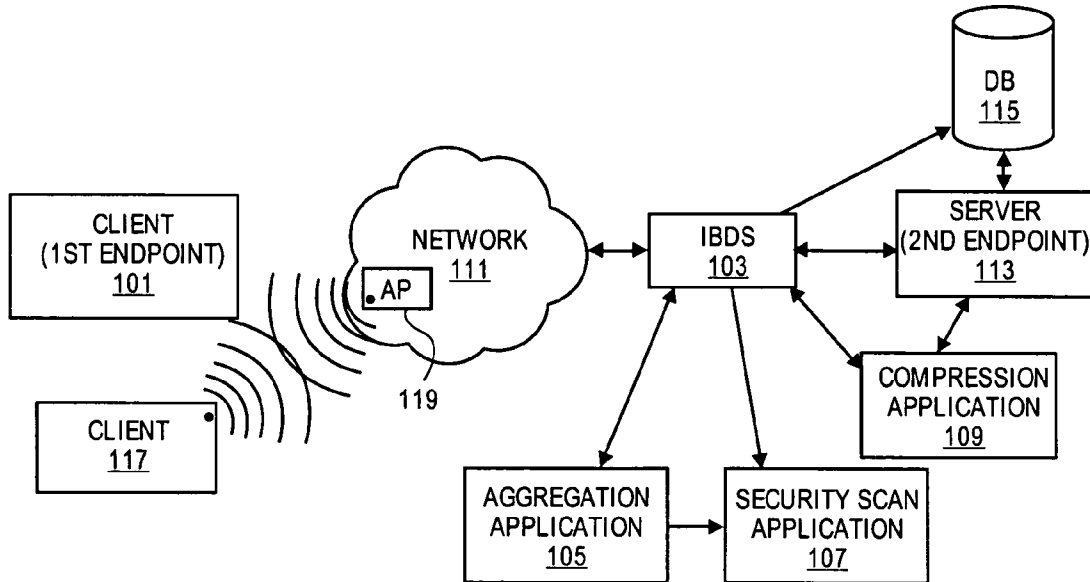 DB
115
CLIENT
(1ST ENDPOINT)
101
NETWORK
111
AP
IBDS
103
SERVER
(2ND ENDPOINT)
113
119
CLIENT
117
COMPRESSION
APPLICATION
109
AGGREGATION
APPLICATION
105
SECURITY SCAN
APPLICATION
107